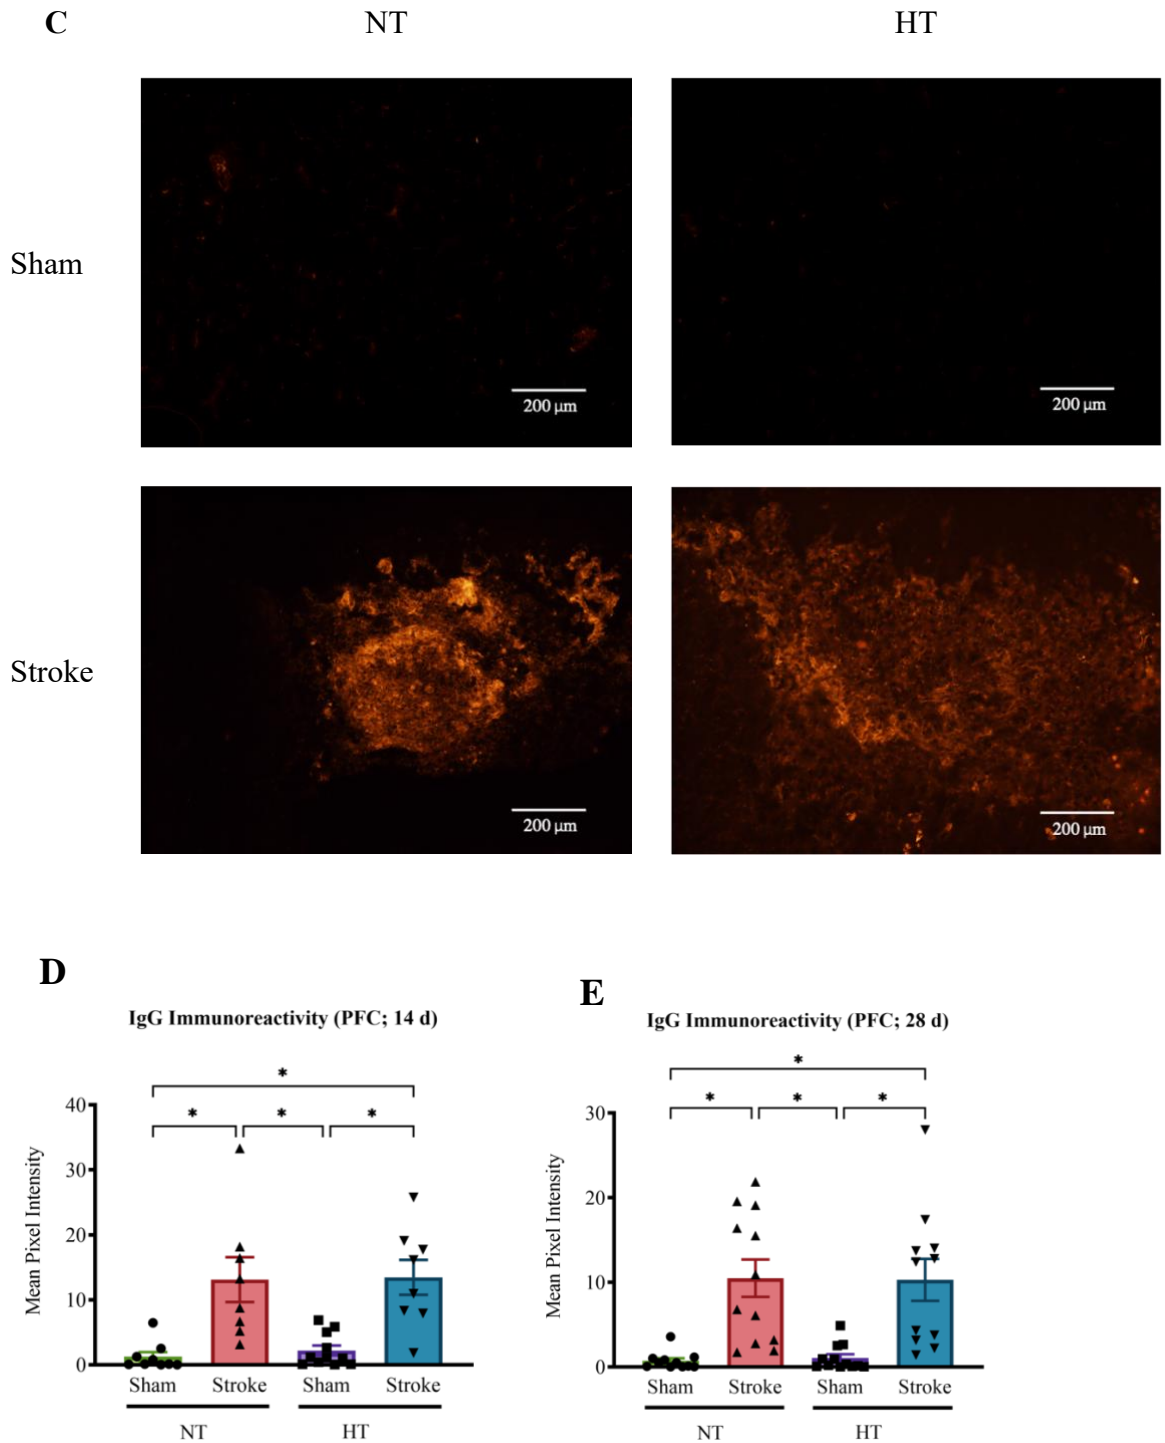 C
NT HT
Sham
200 µm 200 µm
Stroke
200 µm 200 µm
D
IgG Immunoreactivity (PFC; 14 d)
*
* * *
Mean Pixel Intensity
40
30
20
10
0
Sham Stroke Sham Stroke
NT HT
E
IgG Immunoreactivity (PFC; 28 d)
*
* * *
Mean Pixel Intensity
30
20
10
0
Sham Stroke Sham Stroke
NT HT